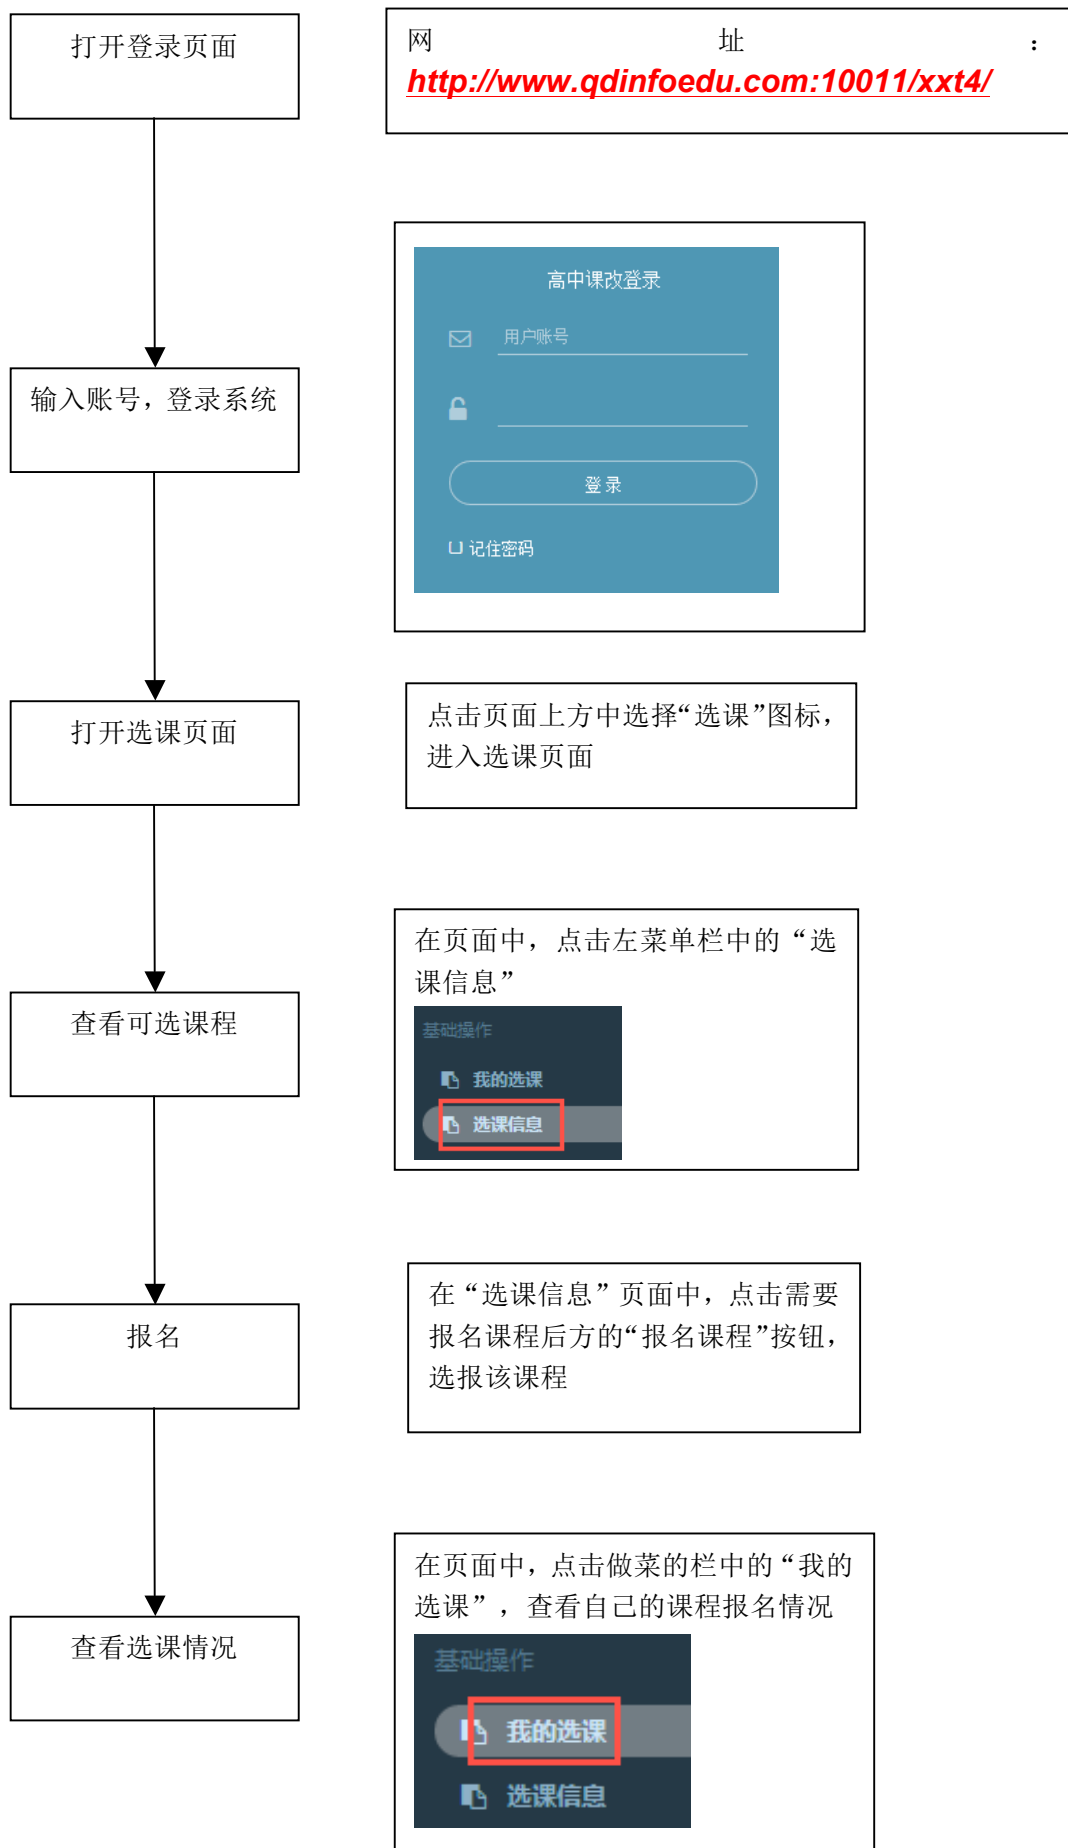 打开登录页面
网址：
http://www.qdinfoedu.com:10011/xxt4/
高中课改登录
用户账号
登录
记住密码
输入账号，登录系统
打开选课页面
点击页面上方中选择“选课”图标，
进入选课页面
在页面中，点击左菜单栏中的“选
课信息”
基础操作
我的选课
选课信息
查看可选课程
在“选课信息”页面中，点击需要
报名课程后方的“报名课程”按钮，
选报该课程
报名
在页面中，点击做菜的栏中的“我的
选课”，查看自己的课程报名情况
基础操作
我的选课
选课信息
查看选课情况